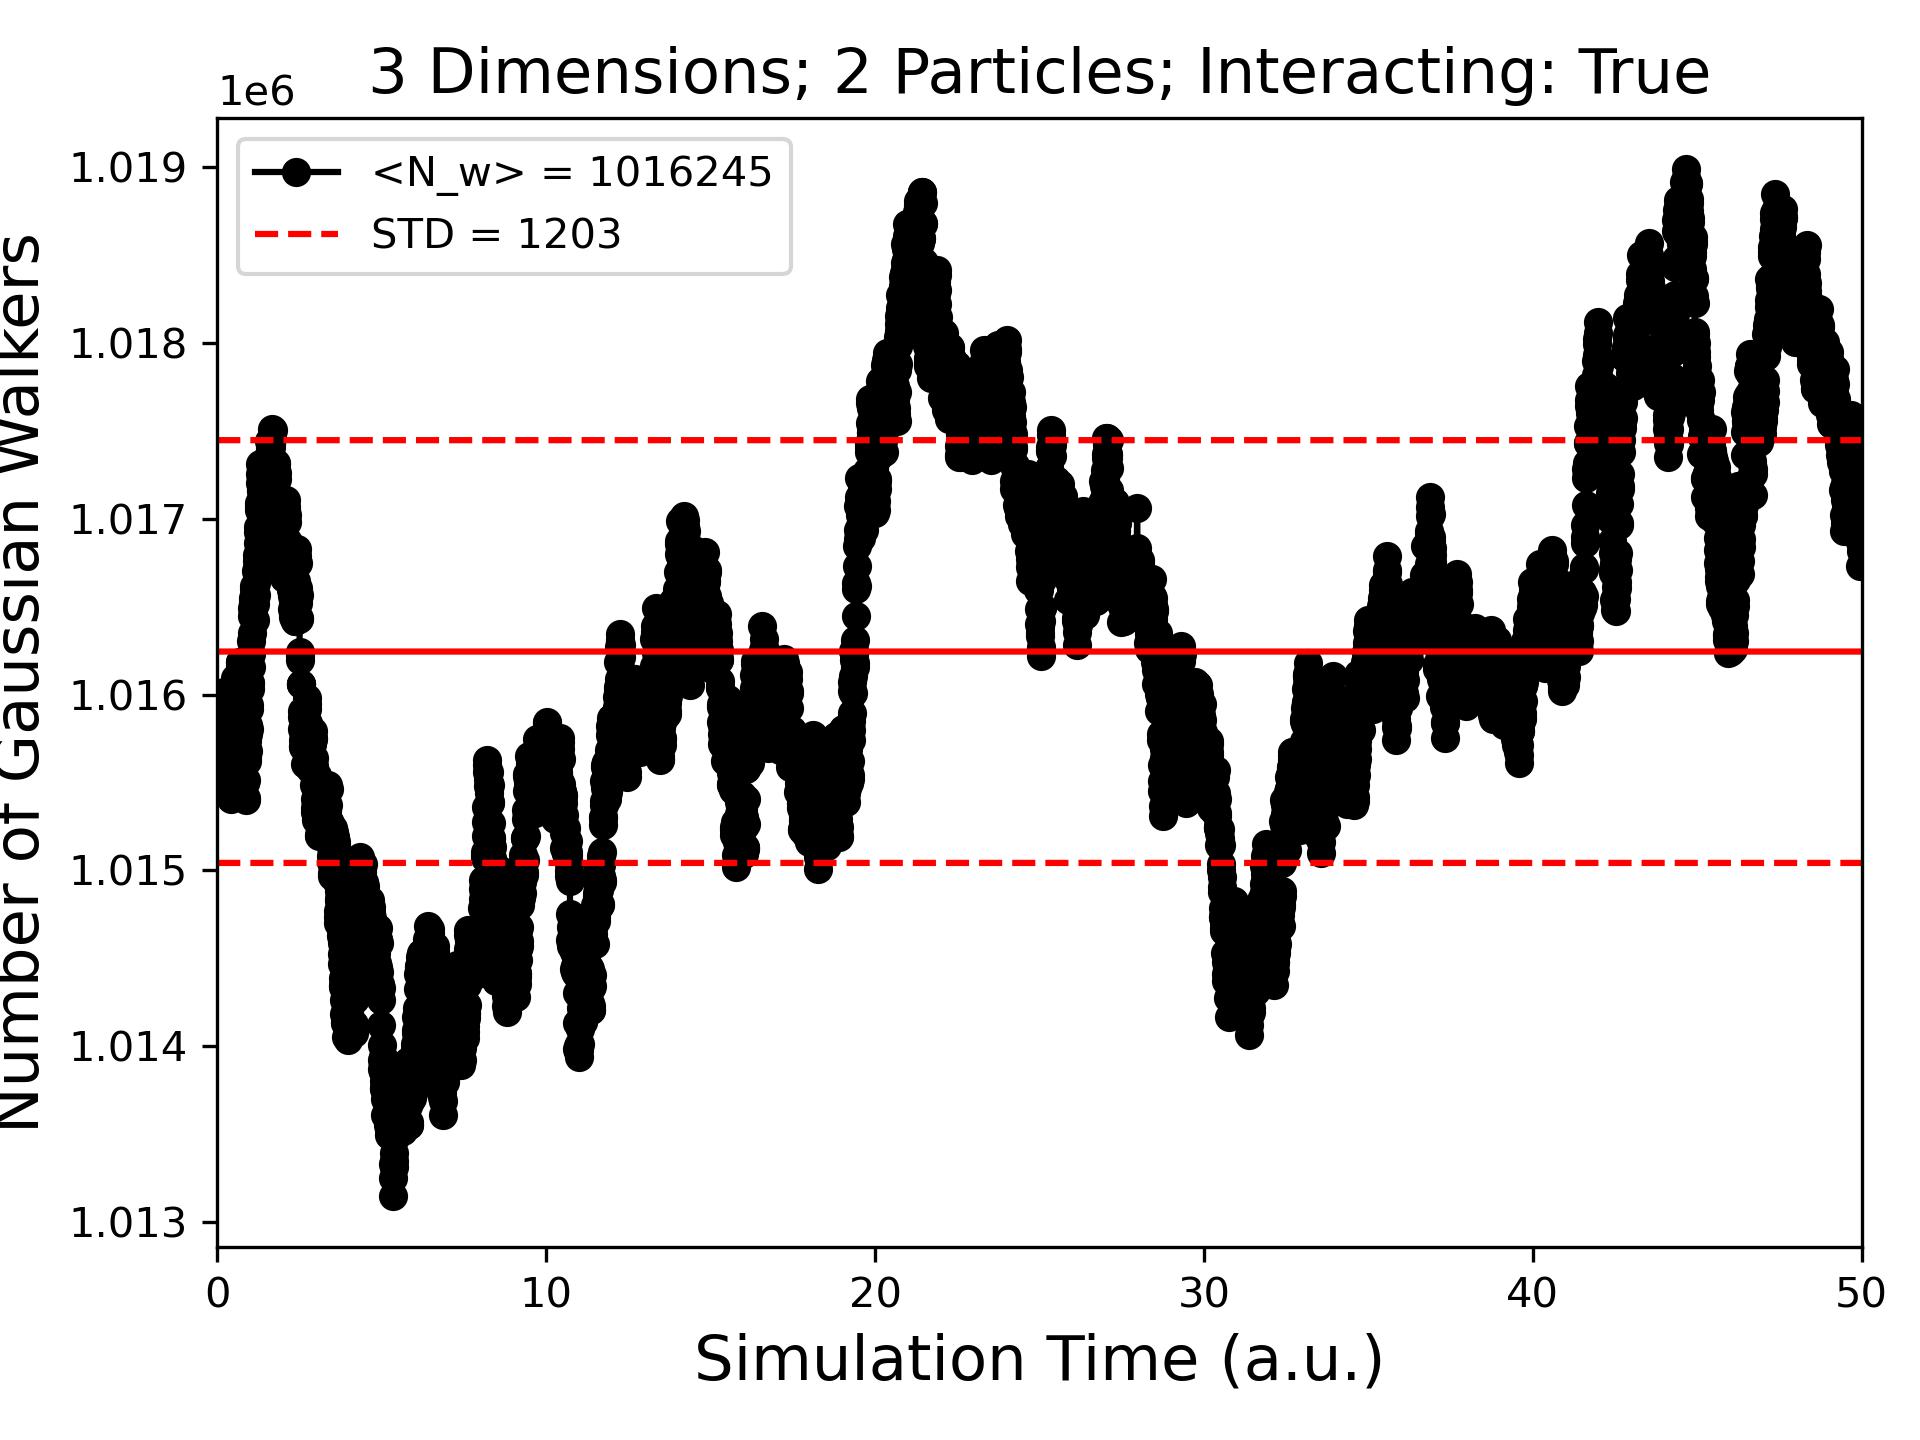 3 Dimensions; 2 Particles; Interacting: True
1e6
<N_w> = 1016245
STD = 1203
1.019
1.018
1.017
1.016
1.015
1.014
1.013
Number of Gaussian Walkers
0 10 20 30 40 50
Simulation Time (a.u.)